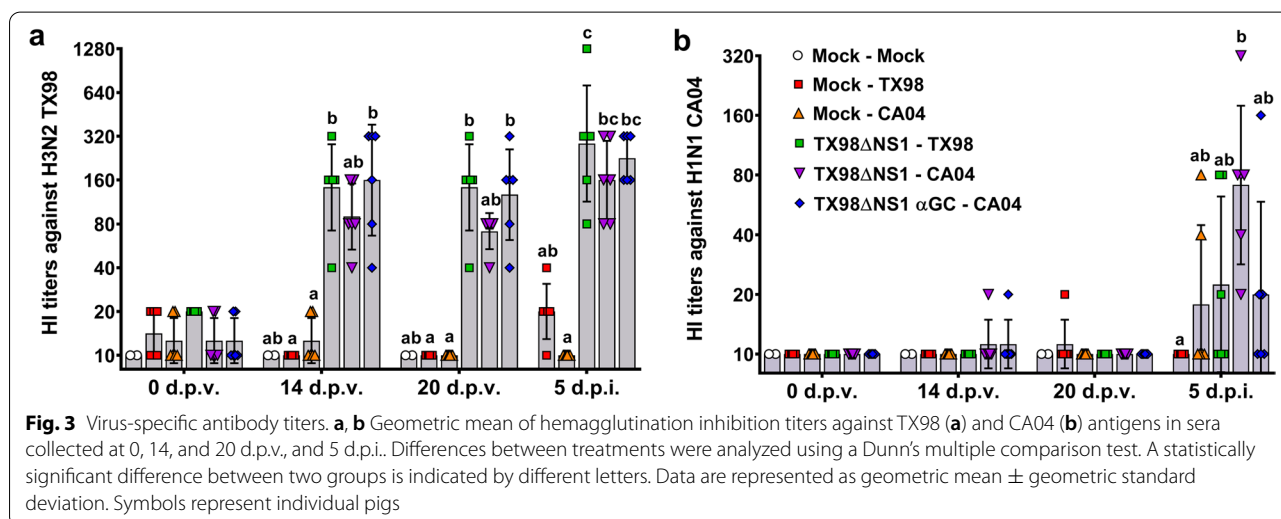 a
1280
640
320
160
80
40
20
10
HI titers against H3N2 TX98
ab
a
a
b
ab
b
ab
a
a
b
ab
b
ab
a
c
bc
bc
0 d.p.v.
14 d.p.v.
20 d.p.v.
5 d.p.i.
b
320
160
80
40
20
10
HI titers against H1N1 CA04
Mock - Mock
Mock - TX98
Mock - CA04
TX98ΔNS1 - TX98
TX98ΔNS1 - CA04
TX98ΔNS1 αGC - CA04
a
ab
ab
b
ab
0 d.p.v.
14 d.p.v.
20 d.p.v.
5 d.p.i.
Fig. 3 Virus-specific antibody titers. a, b Geometric mean of hemagglutination inhibition titers against TX98 (a) and CA04 (b) antigens in sera
collected at 0, 14, and 20 d.p.v., and 5 d.p.i.. Differences between treatments were analyzed using a Dunn’s multiple comparison test. A statistically
significant difference between two groups is indicated by different letters. Data are represented as geometric mean ± geometric standard
deviation. Symbols represent individual pigs